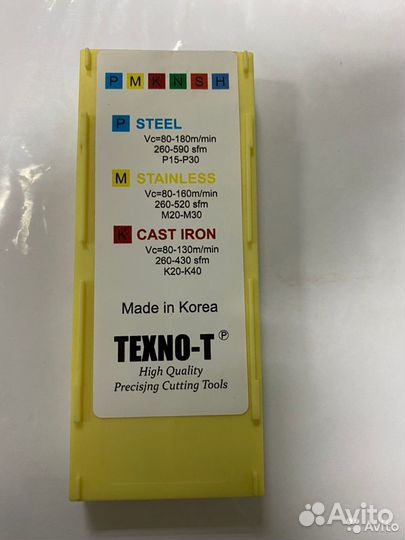 P M K N S H
P STEEL
Vc=80-180m/min
260-590 sfm
P15-P30
M STAINLESS
Vc=80-160m/min
260-520 sfm
M20-M30
K CAST IRON
Vc=80-130m/min
260-430 sfm
K20-K40
Made in Korea
TEXNO-T ℗
High Quality
Precisjng Cutting Tools
Avito
Avito